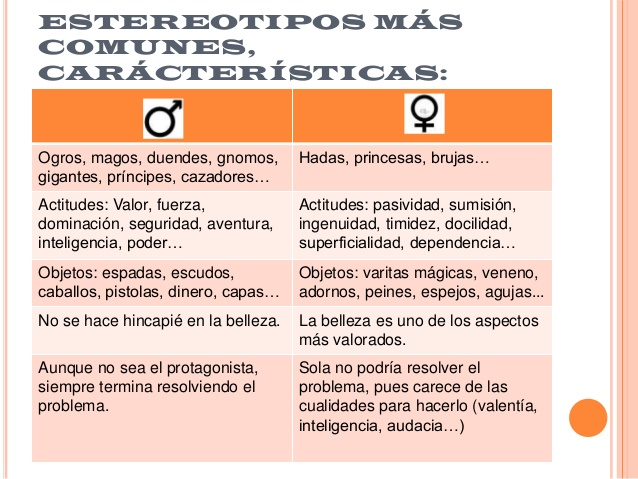 ESTEREOTIPOS MÁS
COMUNES,
CARÁCTERÍSTICAS:
Ogros, magos, duendes, gnomos,
gigantes, príncipes, cazadores…
Hadas, princesas, brujas…
Actitudes: Valor, fuerza,
dominación, seguridad, aventura,
inteligencia, poder…
Actitudes: pasividad, sumisión,
ingenuidad, timidez, docilidad,
superficialidad, dependencia…
Objetos: espadas, escudos,
caballos, pistolas, dinero, capas…
Objetos: varitas mágicas, veneno,
adornos, peines, espejos, agujas...
No se hace hincapié en la belleza.
La belleza es uno de los aspectos
más valorados.
Aunque no sea el protagonista,
siempre termina resolviendo el
problema.
Sola no podría resolver el
problema, pues carece de las
cualidades para hacerlo (valentía,
inteligencia, audacia…)